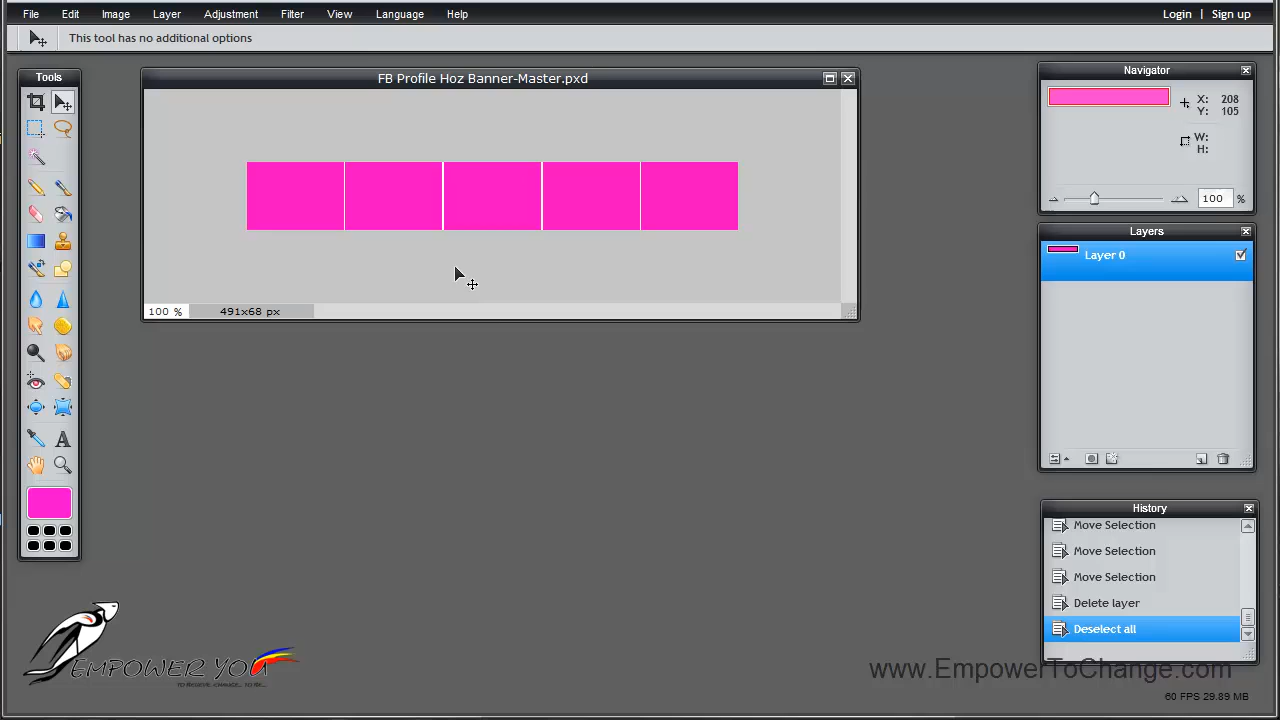 File Edit Image Layer Adjustment Filter View Language Help Login | Sign up
This tool has no additional options
Tools
FB Profile Hoz Banner-Master.pxd
100 % 491x68 px
Navigator
X: 208
Y: 105
W:
H:
100 %
Layers
Layer 0
History
Move Selection
Move Selection
Move Selection
Delete layer
Deselect all
EMPOWER YOU
www.EmpowerToChange.com
60 FPS 29.89 MB